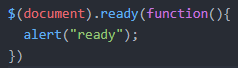 $(document).ready(function(){
  alert("ready");
})